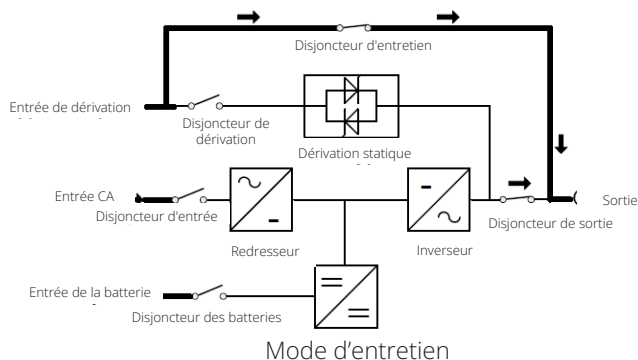 Disjoncteur d'entretien
Entrée de dérivation
Disjoncteur de
dérivation
Dérivation statique
Entrée CA
Disjoncteur d'entrée
Sortie
Disjoncteur de sortie
Redresseur
Inverseur
Entrée de la batterie
Disjoncteur des batteries
Mode d'entretien